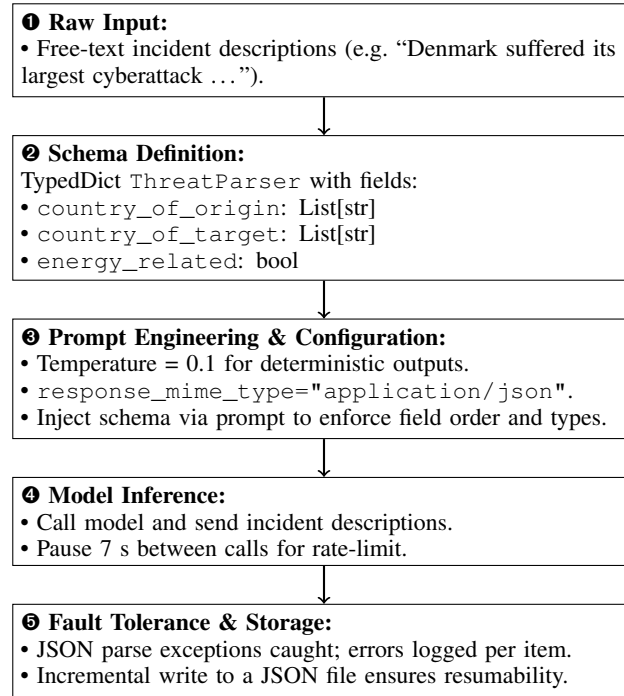 ❶ Raw Input:
• Free-text incident descriptions (e.g. “Denmark suffered its
largest cyberattack …”).
❷ Schema Definition:
TypedDict ThreatParser with fields:
• country_of_origin: List[str]
• country_of_target: List[str]
• energy_related: bool
❸ Prompt Engineering & Configuration:
• Temperature = 0.1 for deterministic outputs.
• response_mime_type="application/json".
• Inject schema via prompt to enforce field order and types.
❹ Model Inference:
• Call model and send incident descriptions.
• Pause 7 s between calls for rate-limit.
❺ Fault Tolerance & Storage:
• JSON parse exceptions caught; errors logged per item.
• Incremental write to a JSON file ensures resumability.